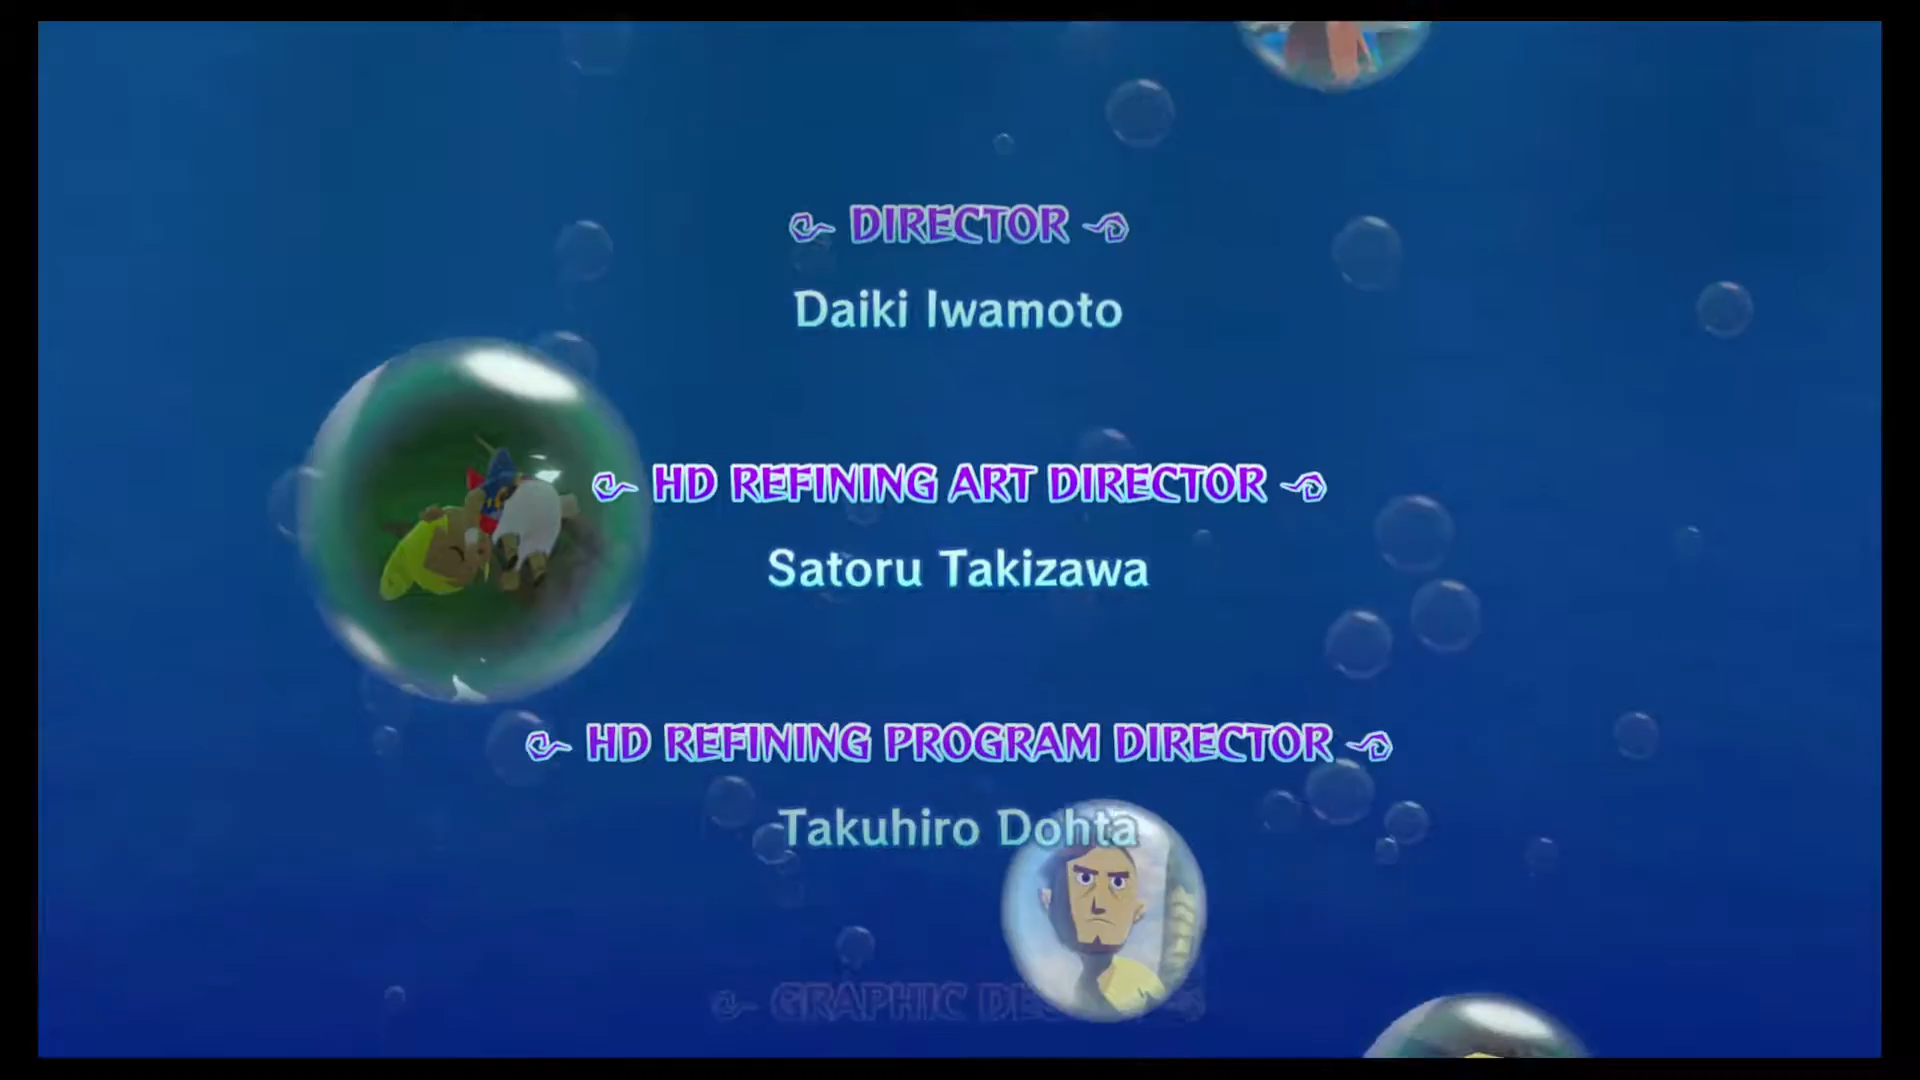 DIRECTOR
Daiki Iwamoto
HD REFINING ART DIRECTOR
Satoru Takizawa
HD REFINING PROGRAM DIRECTOR
Takuhiro Dohta
GRAPHIC